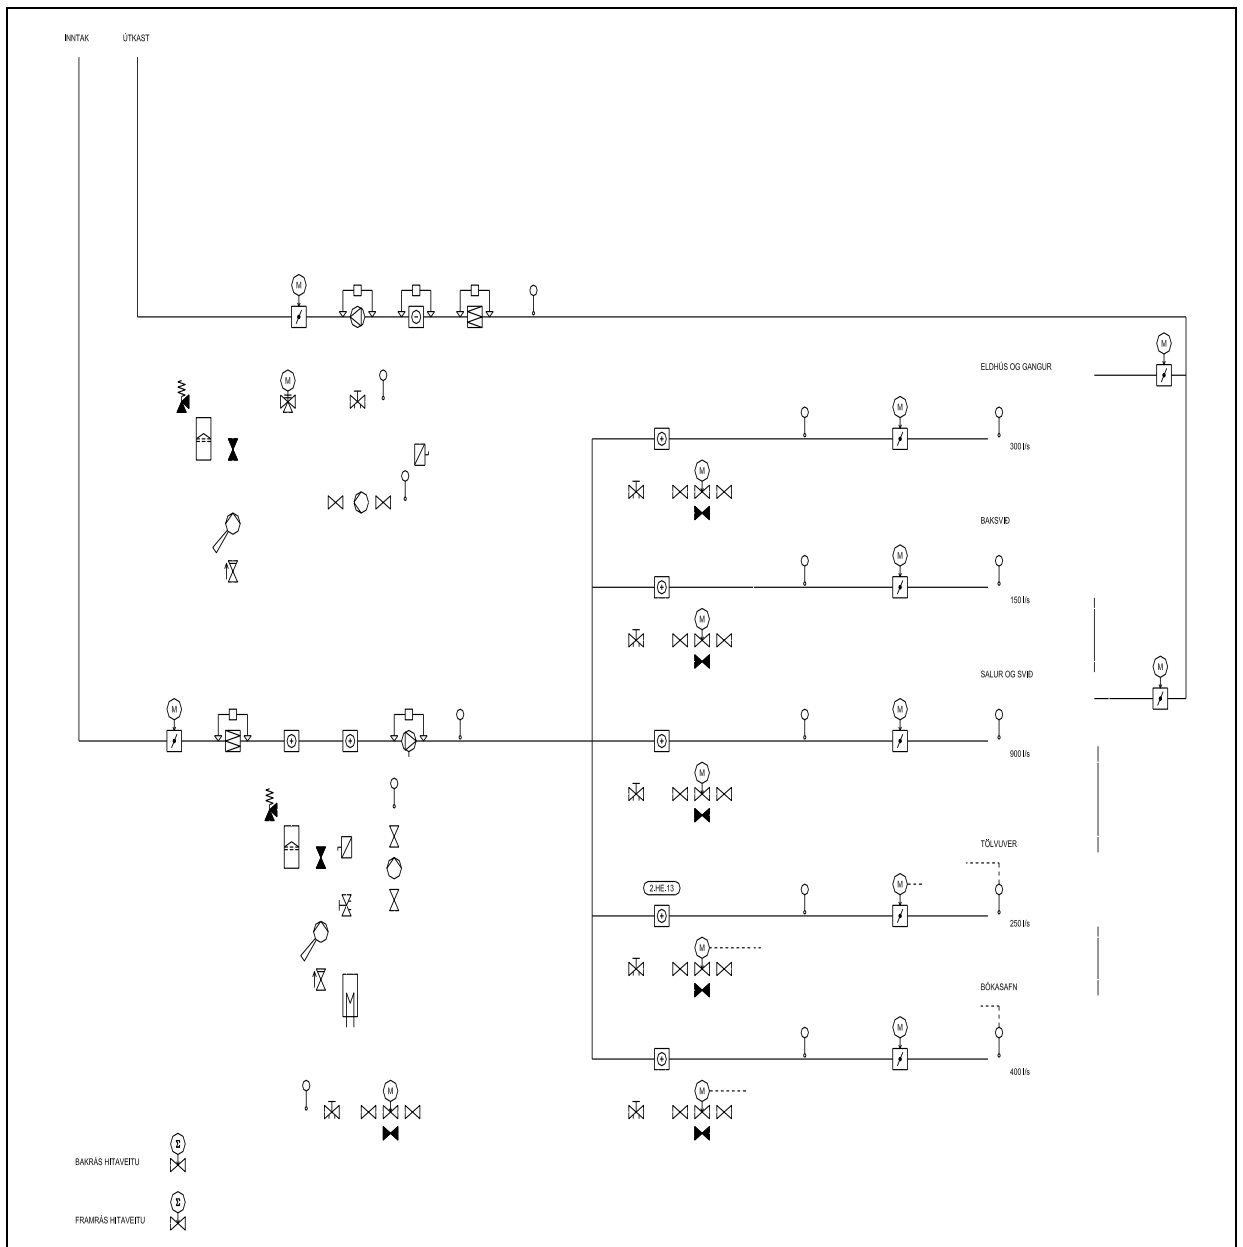 INNTAK ÚTKAST
M
M
M
ELDHÚS OG GANGUR
M
300 l/s
M
BAKSVIÐ
M
150 l/s
M
SALUR OG SVIÐ
M
M
M
900 l/s
M
TÖLVUVER
2.HE.13
M
250 l/s
M
BÓKASAFN
M
400 l/s
M
M
BAKRÁS HITAVEITU
Σ
FRAMRÁS HITAVEITU
Σ